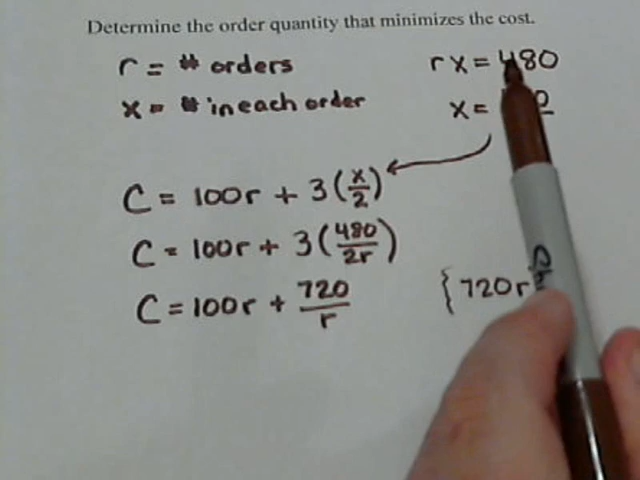 Determine the order quantity that minimizes the cost.
r = # orders
rx = 480
x = # in each order
x =
C = 100r + 3(x/2)
C = 100r + 3(480/2r)
C = 100r + 720/r
{ 720r